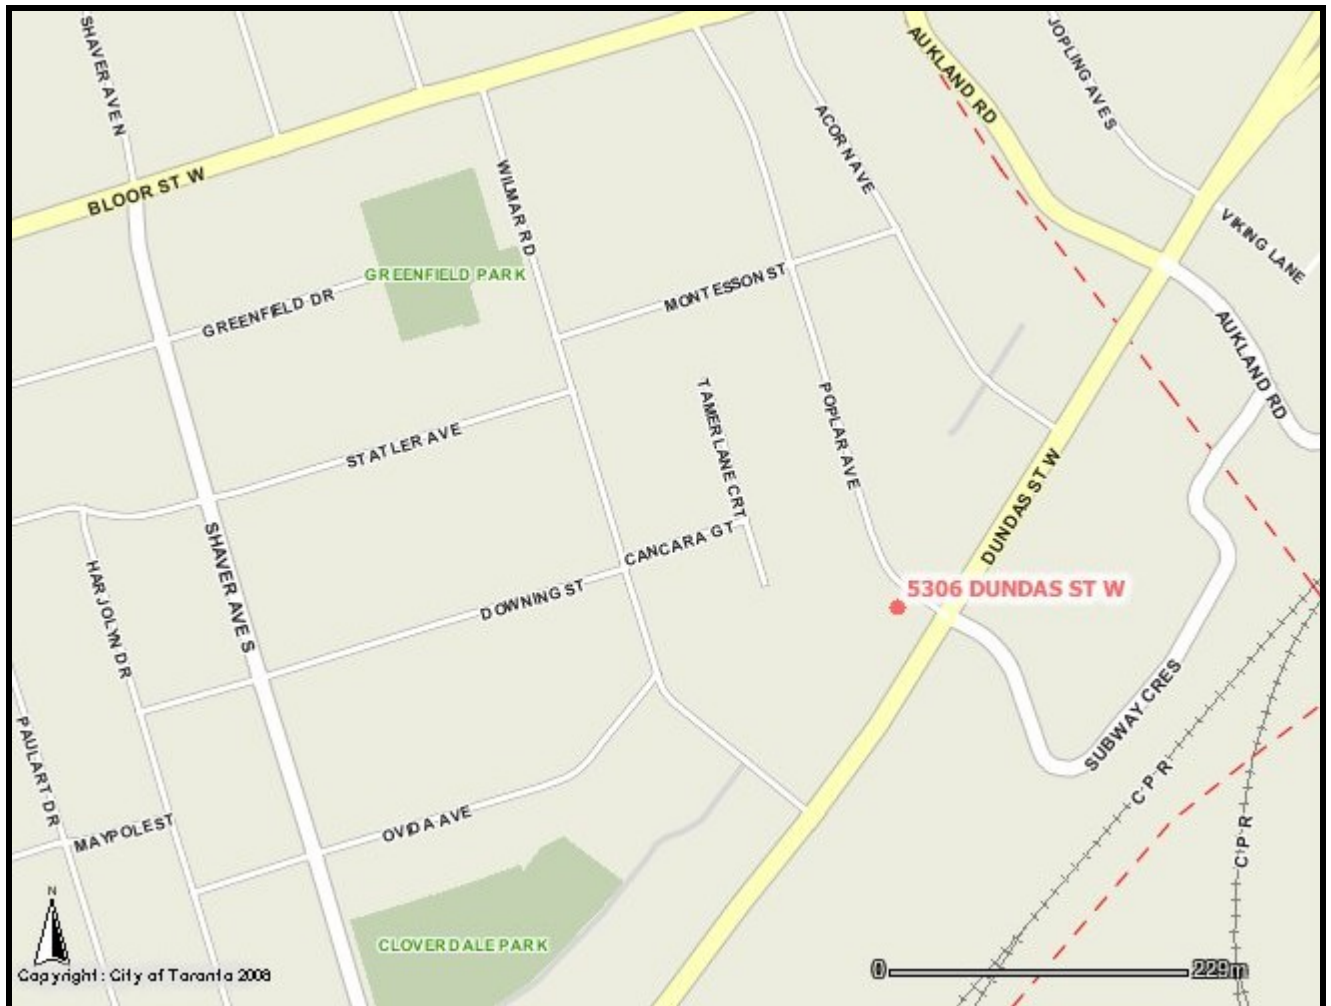 SHAVER AVE N
AUKLAND RD
JOPLING AVE S
BLOOR ST W
WILMAR RD
ACORN AVE
VIKING LANE
GREENFIELD PARK
GREENFIELD DR
MONTESSON ST
AUKLAND RD
STATLER AVE
TAMERLANE CRT
POPLAR AVE
DUNDAS ST W
SHAVER AVE S
HARJOLYN DR
DOWNING ST
CANCARA GT
5306 DUNDAS ST W
PAULART DR
SUBWAY CRES
MAYPOLE ST
OVIDA AVE
C P R
C P R
CLOVERDALE PARK
N
Copyright: City of Toronto 2008
0 229m